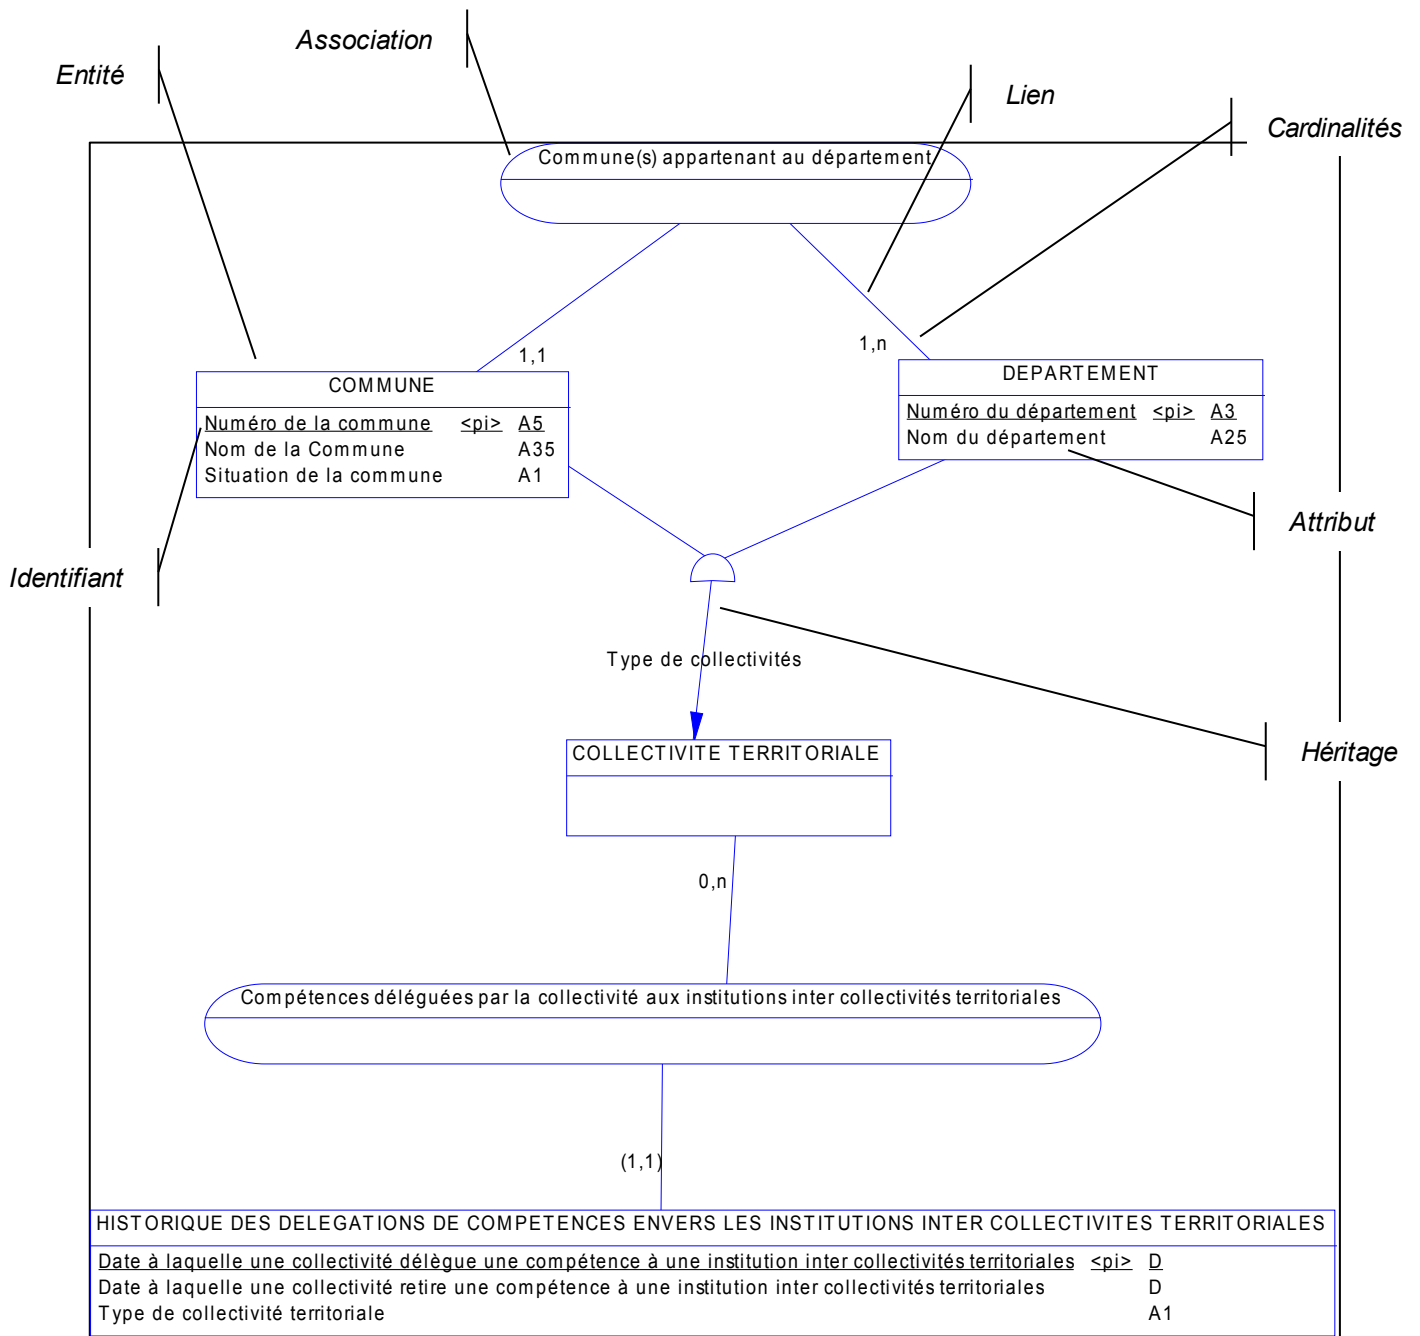 Association
Entité
Lien
Cardinalités
Commune(s) appartenant au département
1,1
1,n
COMMUNE
Numéro de la commune <pi> A5
Nom de la Commune A35
Situation de la commune A1
DEPARTEMENT
Numéro du département <pi> A3
Nom du département A25
Attribut
Identifiant
Type de collectivités
COLLECTIVITE TERRITORIALE
Héritage
0,n
Compétences déléguées par la collectivité aux institutions inter collectivités territoriales
(1,1)
HISTORIQUE DES DELEGATIONS DE COMPETENCES ENVERS LES INSTITUTIONS INTER COLLECTIVITES TERRITORIALES
Date à laquelle une collectivité délègue une compétence à une institution inter collectivités territoriales <pi> D
Date à laquelle une collectivité retire une compétence à une institution inter collectivités territoriales D
Type de collectivité territoriale A1